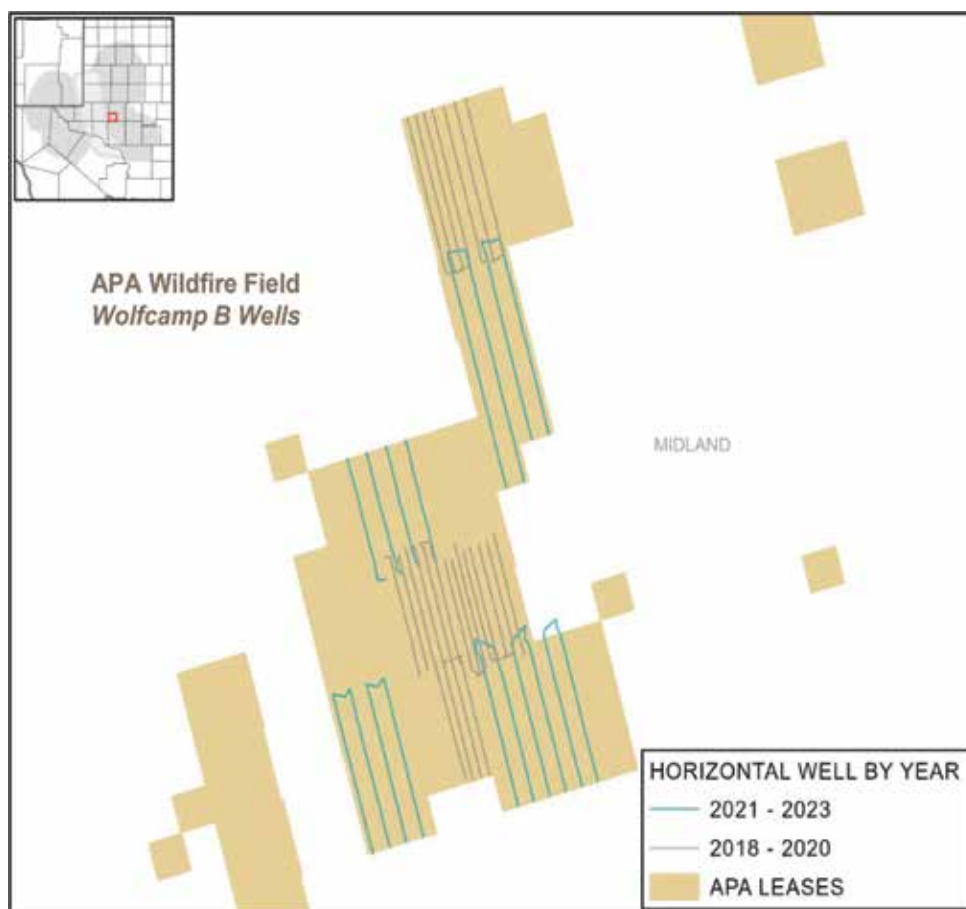 APA Wildfire Field
Wolfcamp B Wells
MIDLAND
HORIZONTAL WELL BY YEAR
2021 - 2023
2018 - 2020
APA LEASES